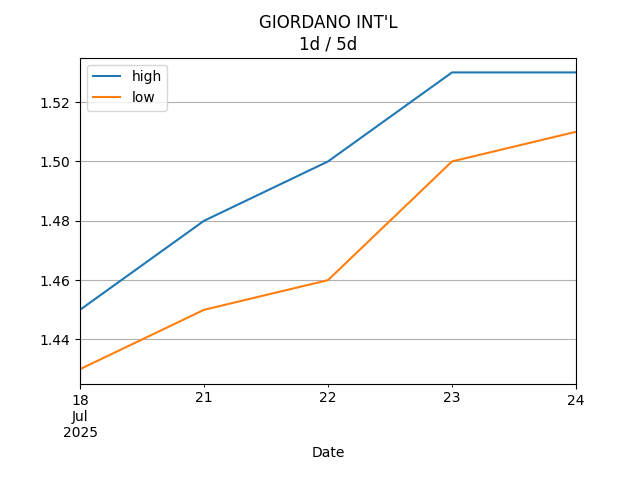 GIORDANO INT'L
1d / 5d
high
low
1.52
1.50
1.48
1.46
1.44
18 21 22 23 24
Jul
2025
Date